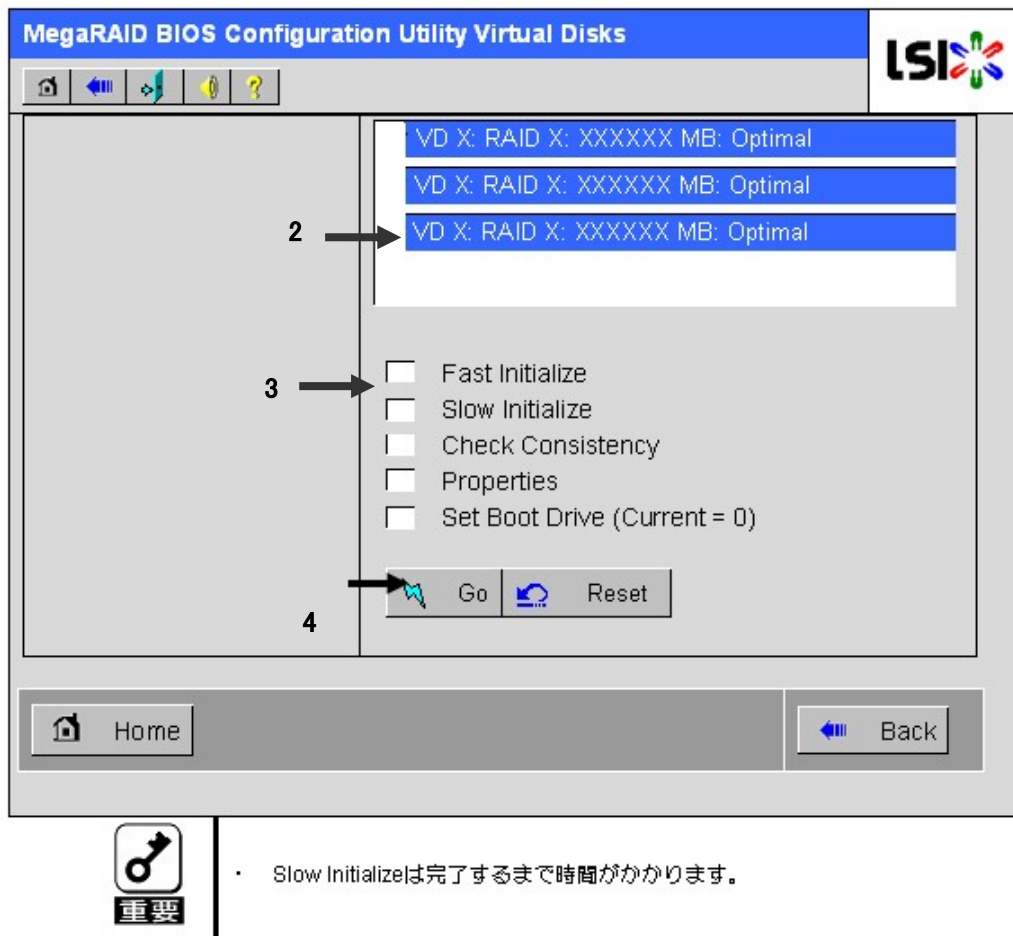 MegaRAID BIOS Configuration Utility Virtual Disks
LSI
VD X: RAID X: XXXXXX MB: Optimal
VD X: RAID X: XXXXXX MB: Optimal
2
VD X: RAID X: XXXXXX MB: Optimal
3
Fast Initialize
Slow Initialize
Check Consistency
Properties
Set Boot Drive (Current = 0)
4
Go
Reset
Home
Back
重要
・ Slow Initializeは完了するまで時間がかかります。